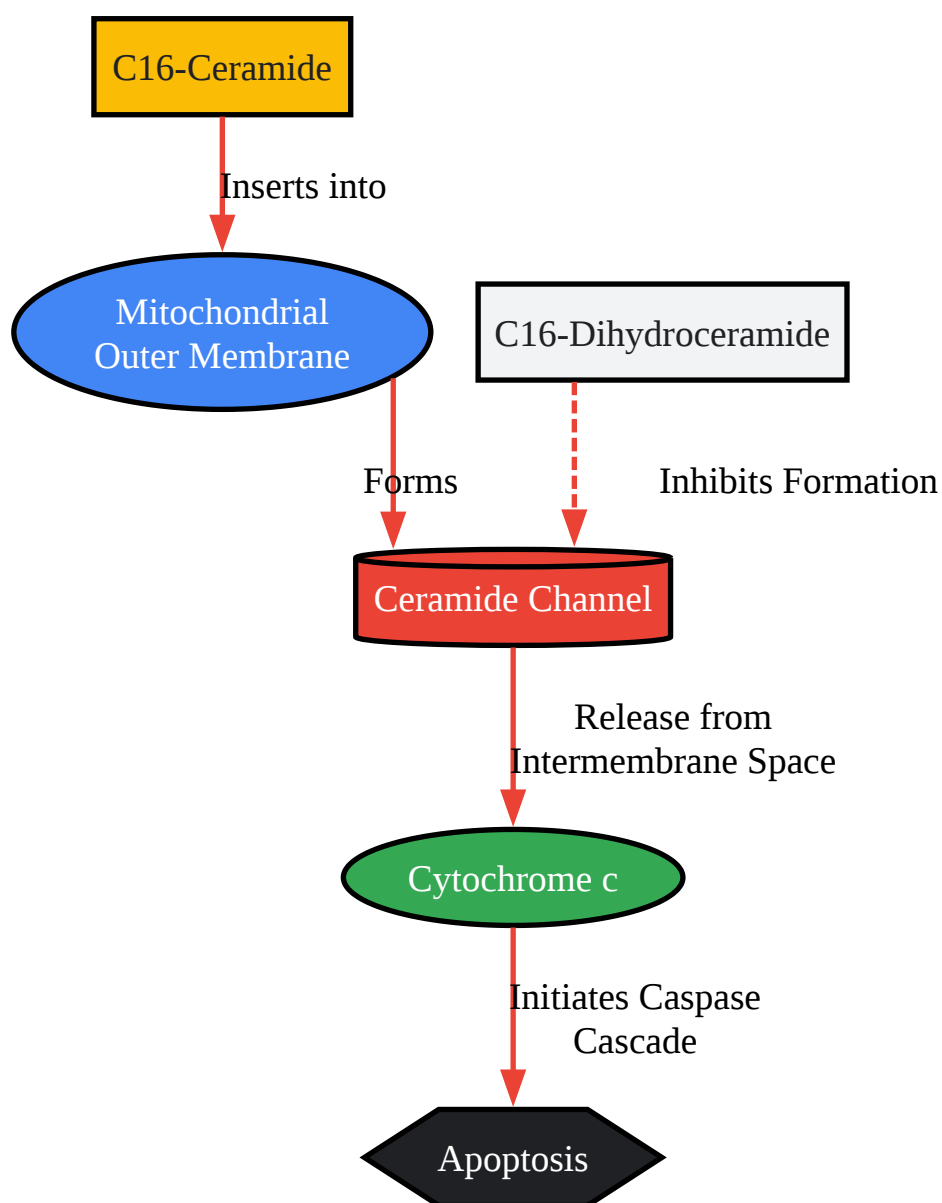 C16-Ceramide
Inserts into
Mitochondrial
Outer Membrane
C16-Dihydroceramide
Forms
Inhibits Formation
Ceramide Channel
Release from
Intermembrane Space
Cytochrome c
Initiates Caspase
Cascade
Apoptosis